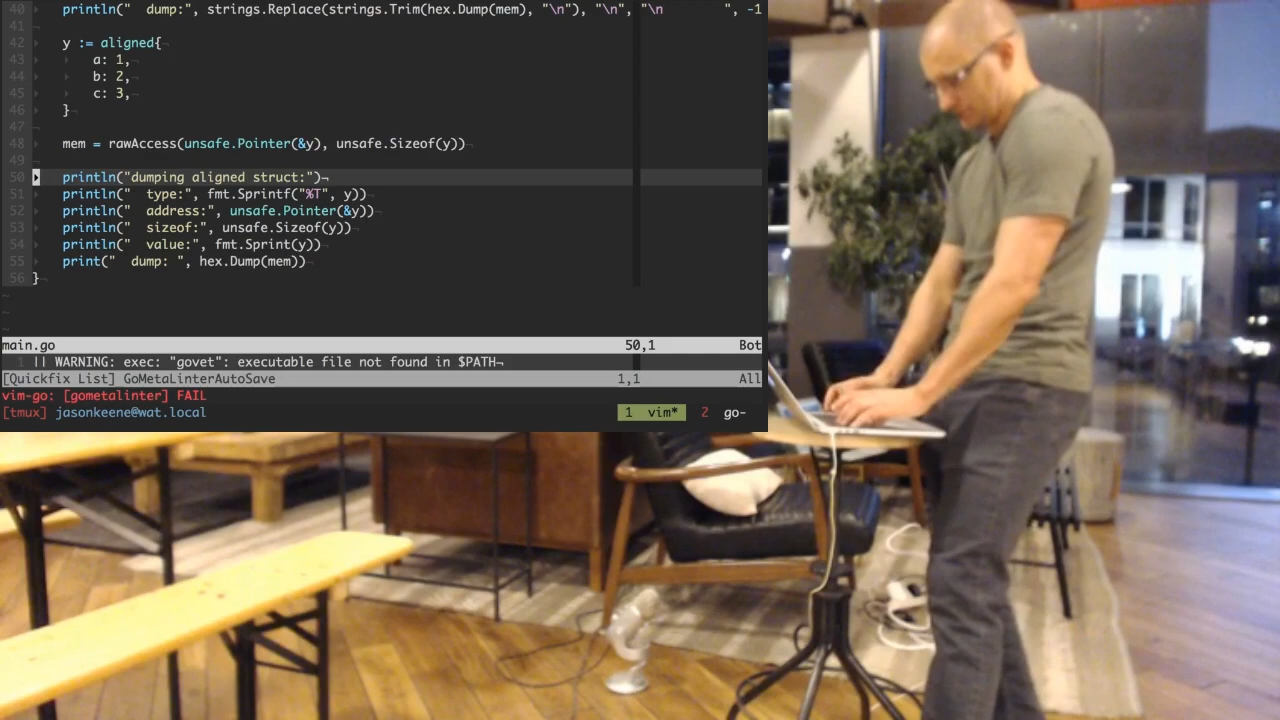 40 println("  dump:", strings.Replace(strings.Trim(hex.Dump(mem), "\n"), "\n", "\n        ", -1
41
42 y := aligned{¬
43 a: 1,¬
44 b: 2,¬
45 c: 3,¬
46 }¬
47 ¬
48 mem = rawAccess(unsafe.Pointer(&y), unsafe.Sizeof(y))¬
49 ¬
50 println("dumping aligned struct:")¬
51 println("  type:", fmt.Sprintf("%T", y))¬
52 println("  address:", unsafe.Pointer(&y))¬
53 println("  sizeof:", unsafe.Sizeof(y))¬
54 println("  value:", fmt.Sprint(y))¬
55 print("  dump: ", hex.Dump(mem))¬
56 }¬
~
~
~
main.go 50,1 Bot
1 || WARNING: exec: "govet": executable file not found in $PATH¬
[Quickfix List] GoMetaLinterAutoSave 1,1 All
vim-go: [gometalinter] FAIL
[tmux] jasonkeene@wat.local 1 vim* 2 go-